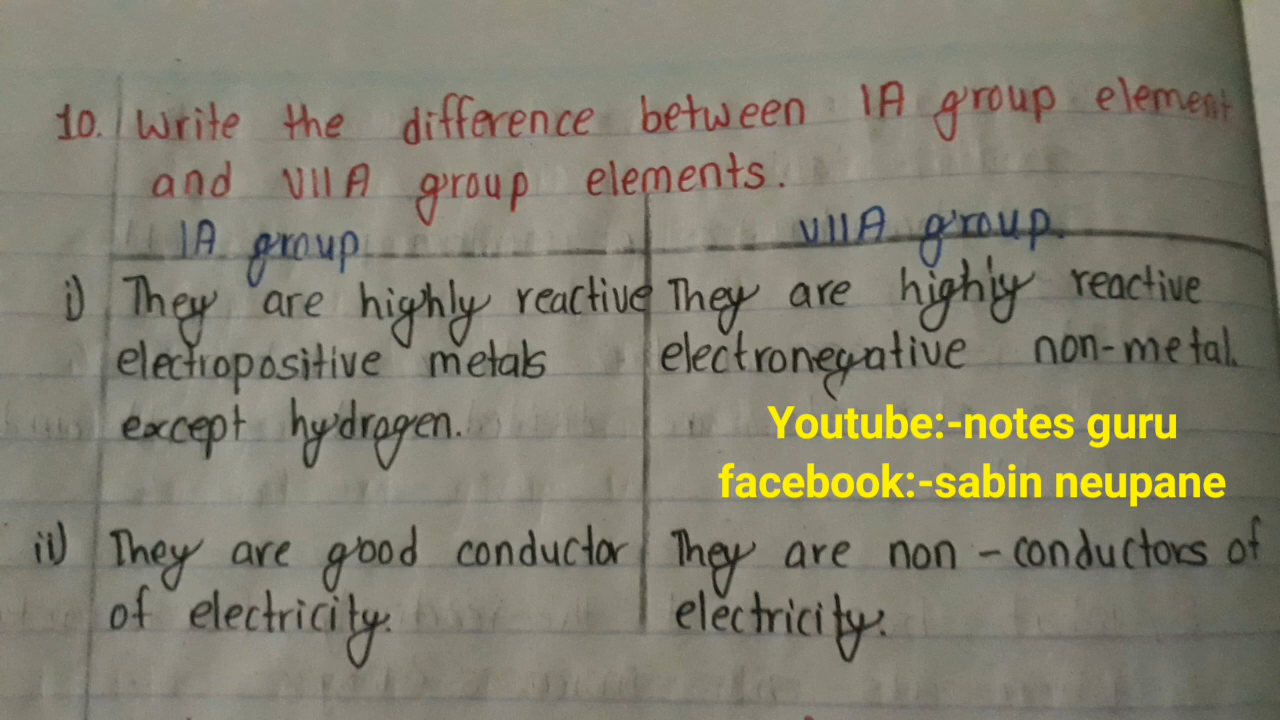 10. Write the difference between IA group element
and VIIA group elements.
IA group
VIIA group.
i) They are highly reactive
electropositive metals
except hydrogen.
They are highly reactive
electronegative non-metal.
Youtube:-notes guru
facebook:-sabin neupane
ii) They are good conductor
of electricity.
They are non-conductors of
electricity.